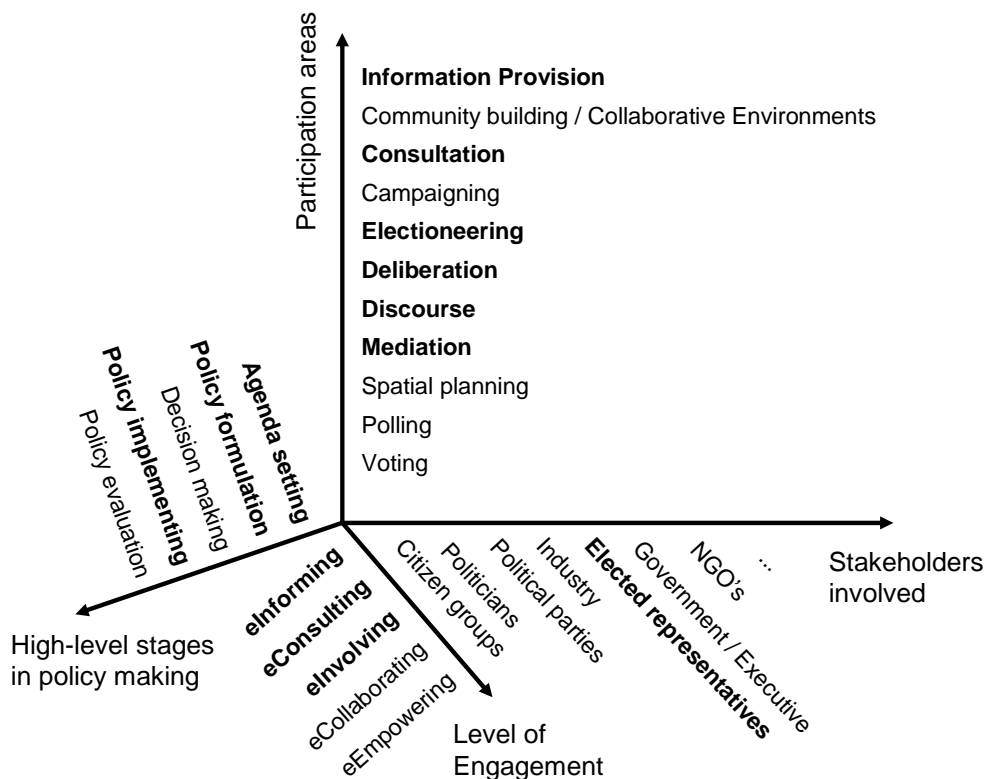 Participation areas
Information Provision
Community building / Collaborative Environments
Consultation
Campaigning
Electioneering
Deliberation
Discourse
Mediation
Spatial planning
Polling
Voting
Agenda setting
Policy formulation
Decision making
Policy implementing
Policy evaluation
High-level stages
in policy making
eInforming
eConsulting
eInvolving
eCollaborating
eEmpowering
Level of
Engagement
Citizen groups
Politicians
Political parties
Industry
Elected representatives
Government / Executive
NGO's
...
Stakeholders
involved